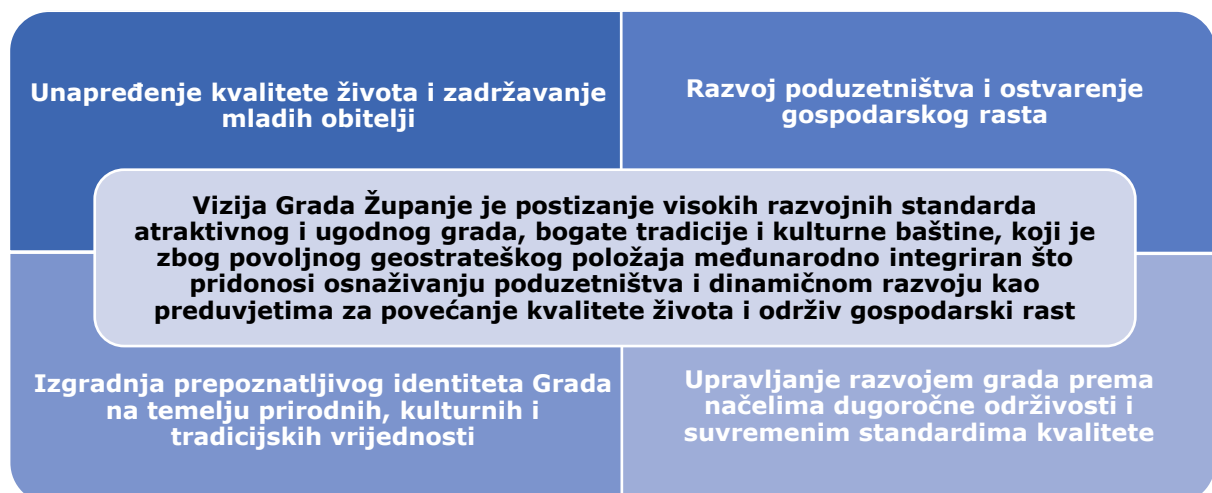 Unapređenje kvalitete života i zadržavanje
mladih obitelji
Razvoj poduzetništva i ostvarenje
gospodarskog rasta
Vizija Grada Županje je postizanje visokih razvojnih standarda
atraktivnog i ugodnog grada, bogate tradicije i kulturne baštine, koji je
zbog povoljnog geostrateškog položaja međunarodno integriran što
pridonosi osnaživanju poduzetništva i dinamičnom razvoju kao
preduvjetima za povećanje kvalitete života i održiv gospodarski rast
Izgradnja prepoznatljivog identiteta Grada
na temelju prirodnih, kulturnih i
tradicijskih vrijednosti
Upravljanje razvojem grada prema
načelima dugoročne održivosti i
suvremenim standardima kvalitete